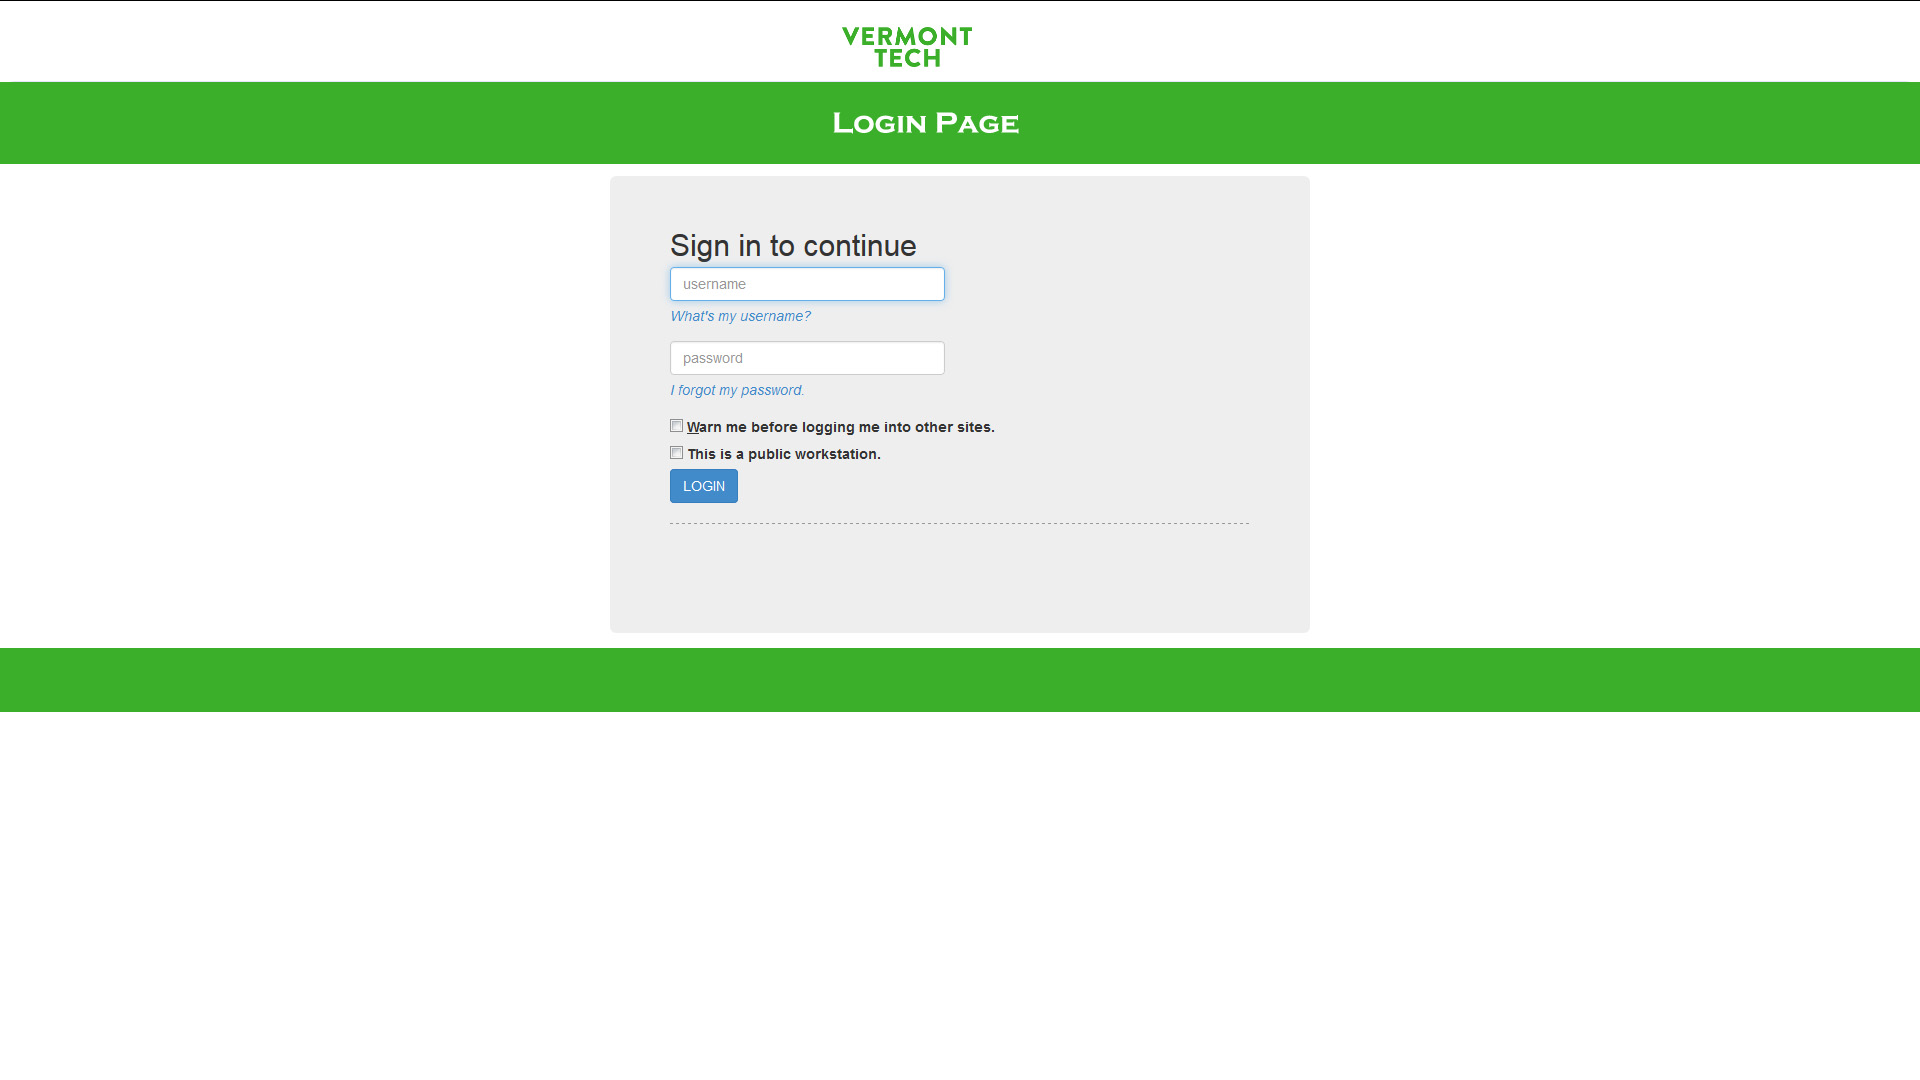 VERMONT
TECH
Login Page
Sign in to continue
username
What's my username?
password
I forgot my password.
Warn me before logging me into other sites.
This is a public workstation.
LOGIN